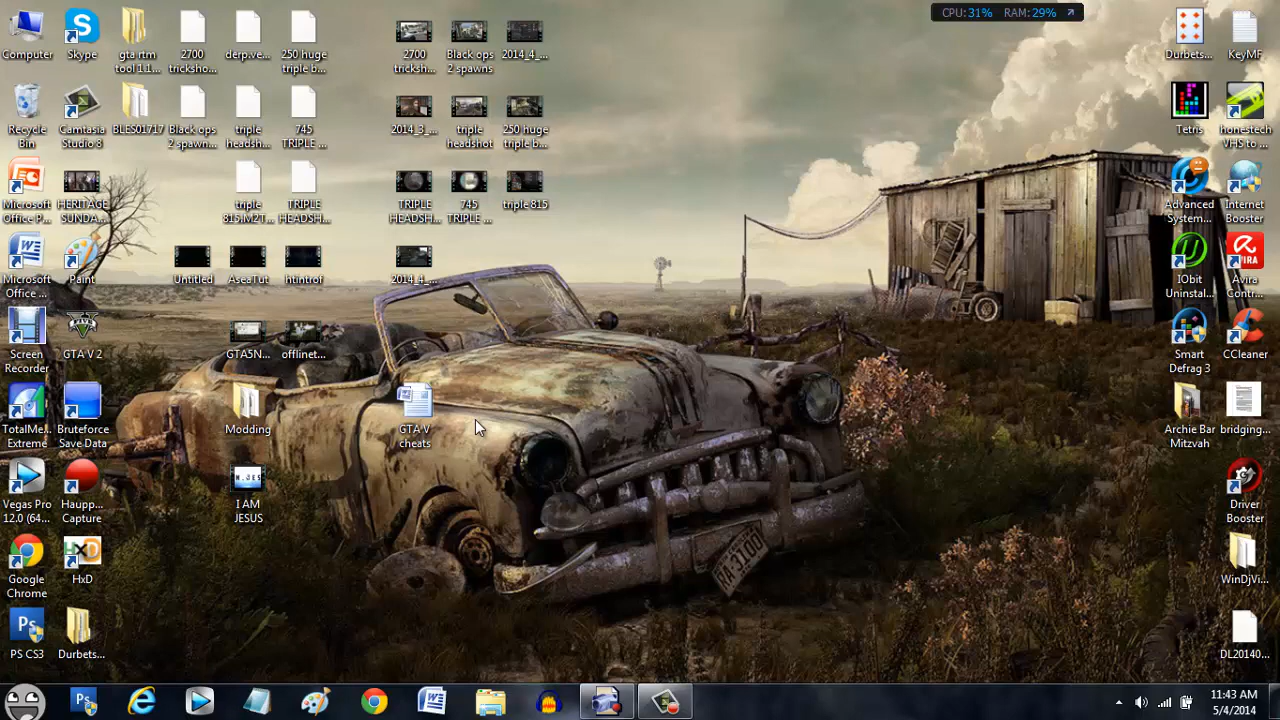 CPU:31% RAM:29%
Computer
Skype
gta rtm
tool 1.1...
2700
tricksho...
derp.ve...
250 huge
triple b...
2700
tricksh...
Black ops
2 spawns
2014_4_...
Durbets...
KeyMF
Recycle
Bin
Camtasia
Studio 8
BLES01717
Black ops
2 spawn...
triple
headsh...
745
TRIPLE ...
2014_3_...
triple
headshot
250 huge
triple b...
Tetris
honestech
VHS to ...
Microsoft
Office P...
HERITAGE
SUNDA...
triple
815.M2T...
TRIPLE
HEADSH...
TRIPLE
HEADSH...
745
TRIPLE ...
triple 815
Advanced
System...
Internet
Booster
Microsoft
Office ...
Paint
Untitled
AseaTut
htintrof
2014_4_...
IObit
Uninstal...
Avira
Contr...
Screen
Recorder
GTA V 2
GTA5N...
offlinet...
Smart
Defrag 3
CCleaner
TotalMe...
Extreme
Bruteforce
Save Data
Modding
GTA V
cheats
Archie Bar
Mitzvah
bridging...
Vegas Pro
12.0 (64...
Haupp...
Capture
I AM
JESUS
Driver
Booster
Google
Chrome
HxD
WinDjVi...
PS CS3
Durbets...
DL20140...
11:43 AM
5/4/2014